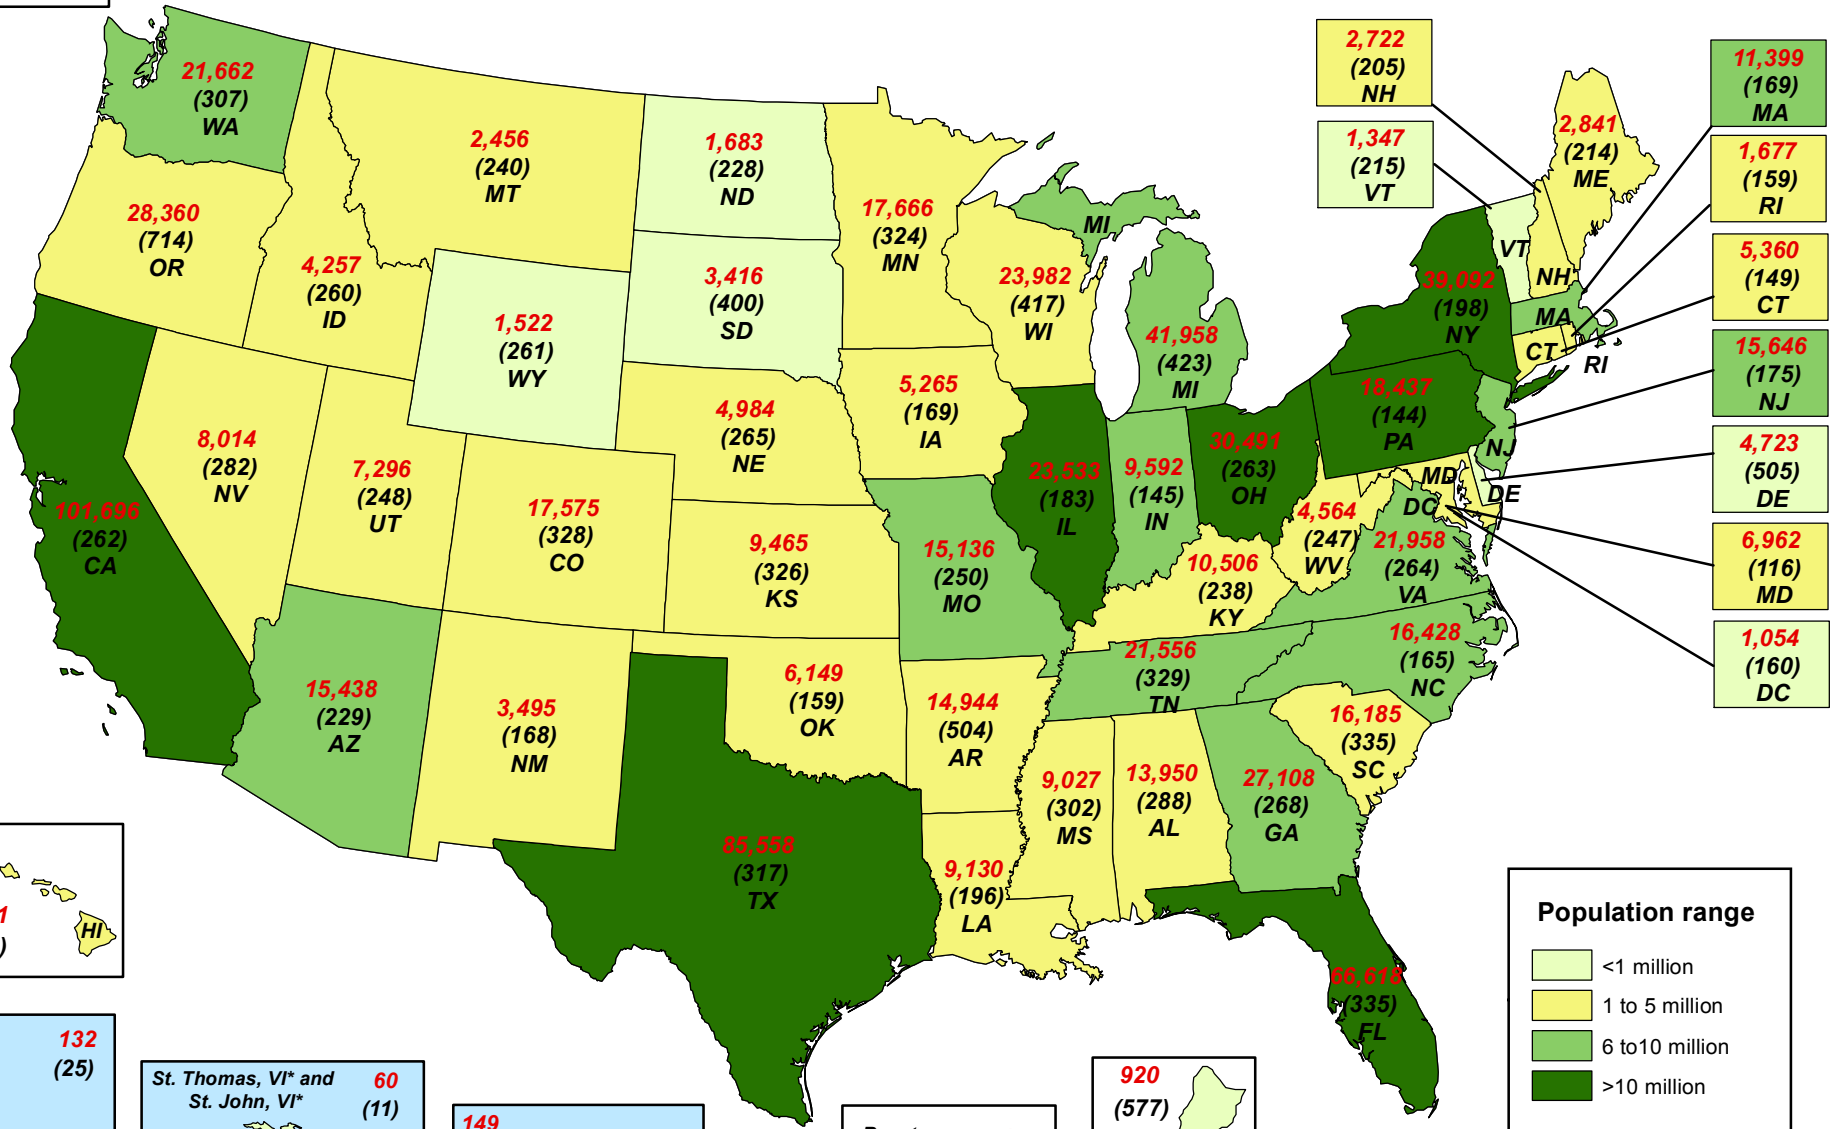 21,662
(307)
WA
28,360
(714)
OR
4,257
(260)
ID
2,456
(240)
MT
1,683
(228)
ND
3,416
(400)
SD
1,522
(261)
WY
17,666
(324)
MN
23,982
(417)
WI
MI
41,958
(423)
MI
8,014
(282)
NV
7,296
(248)
UT
17,575
(328)
CO
4,984
(265)
NE
5,265
(169)
IA
9,465
(326)
KS
15,136
(250)
MO
23,533
(183)
IL
9,592
(145)
IN
30,491
(263)
OH
18,437
(144)
PA
39,092
(198)
NY
101,696
(262)
CA
15,438
(229)
AZ
3,495
(168)
NM
6,149
(159)
OK
85,558
(317)
TX
14,944
(504)
AR
9,130
(196)
LA
9,027
(302)
MS
13,950
(288)
AL
27,108
(268)
GA
66,618
(335)
FL
16,185
(335)
SC
16,428
(165)
NC
21,556
(329)
TN
10,506
(238)
KY
4,564
(247)
WV
21,958
(264)
VA
2,841
(214)
ME
VT
NH
MA
CT
RI
NJ
MD
DE
DC
2,722
(205)
NH
1,347
(215)
VT
11,399
(169)
MA
1,677
(159)
RI
5,360
(149)
CT
15,646
(175)
NJ
4,723
(505)
DE
6,962
(116)
MD
1,054
(160)
DC
1
)
HI
132
(25)
St. Thomas, VI* and
St. John, VI*
60
(11)
149
920
(577)
Population range
<1 million
1 to 5 million
6 to10 million
>10 million